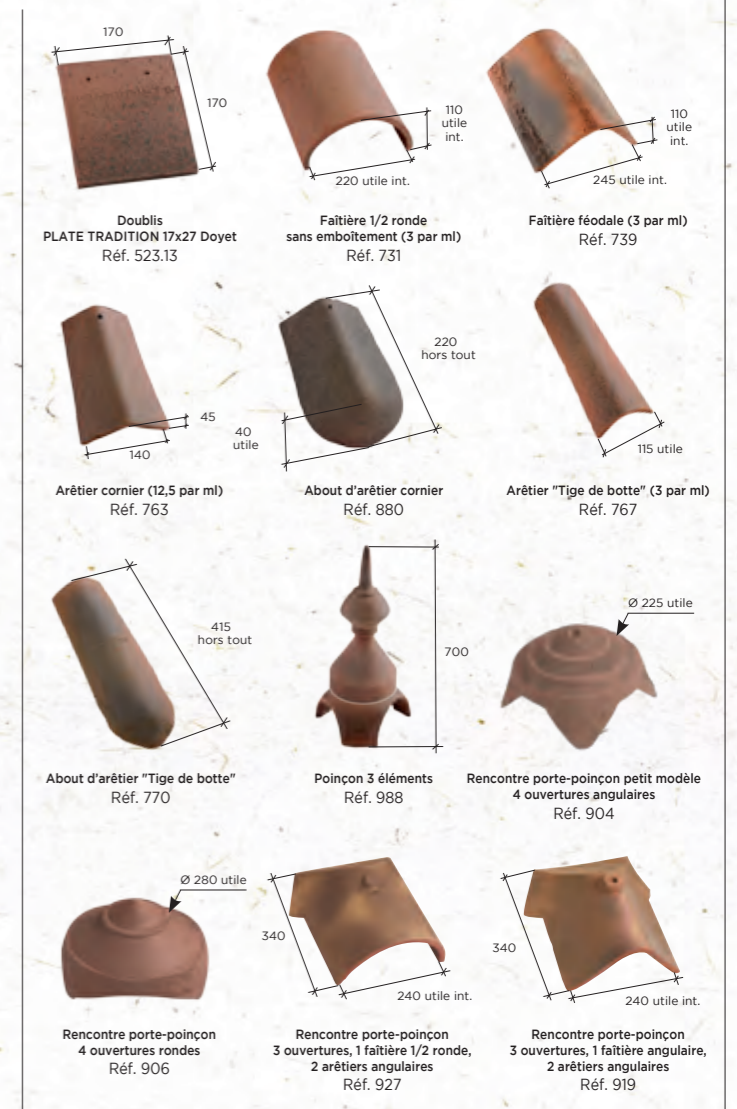 170
170
Doublis
PLATE TRADITION 17x27 Doyet
Réf. 523.13
110
utile
int.
220 utile int.
Faîtière 1/2 ronde
sans emboîtement (3 par ml)
Réf. 731
110
utile
int.
245 utile int.
Faîtière féodale (3 par ml)
Réf. 739
45
140
Arêtier cornier (12,5 par ml)
Réf. 763
220
hors tout
40
utile
About d'arêtier cornier
Réf. 880
115 utile
Arêtier "Tige de botte" (3 par ml)
Réf. 767
415
hors tout
About d'arêtier "Tige de botte"
Réf. 770
700
Poinçon 3 éléments
Réf. 988
Ø 225 utile
Rencontre porte-poinçon petit modèle
4 ouvertures angulaires
Réf. 904
Ø 280 utile
Rencontre porte-poinçon
4 ouvertures rondes
Réf. 906
340
240 utile int.
Rencontre porte-poinçon
3 ouvertures, 1 faîtière 1/2 ronde,
2 arêtiers angulaires
Réf. 927
340
240 utile int.
Rencontre porte-poinçon
3 ouvertures, 1 faîtière angulaire,
2 arêtiers angulaires
Réf. 919